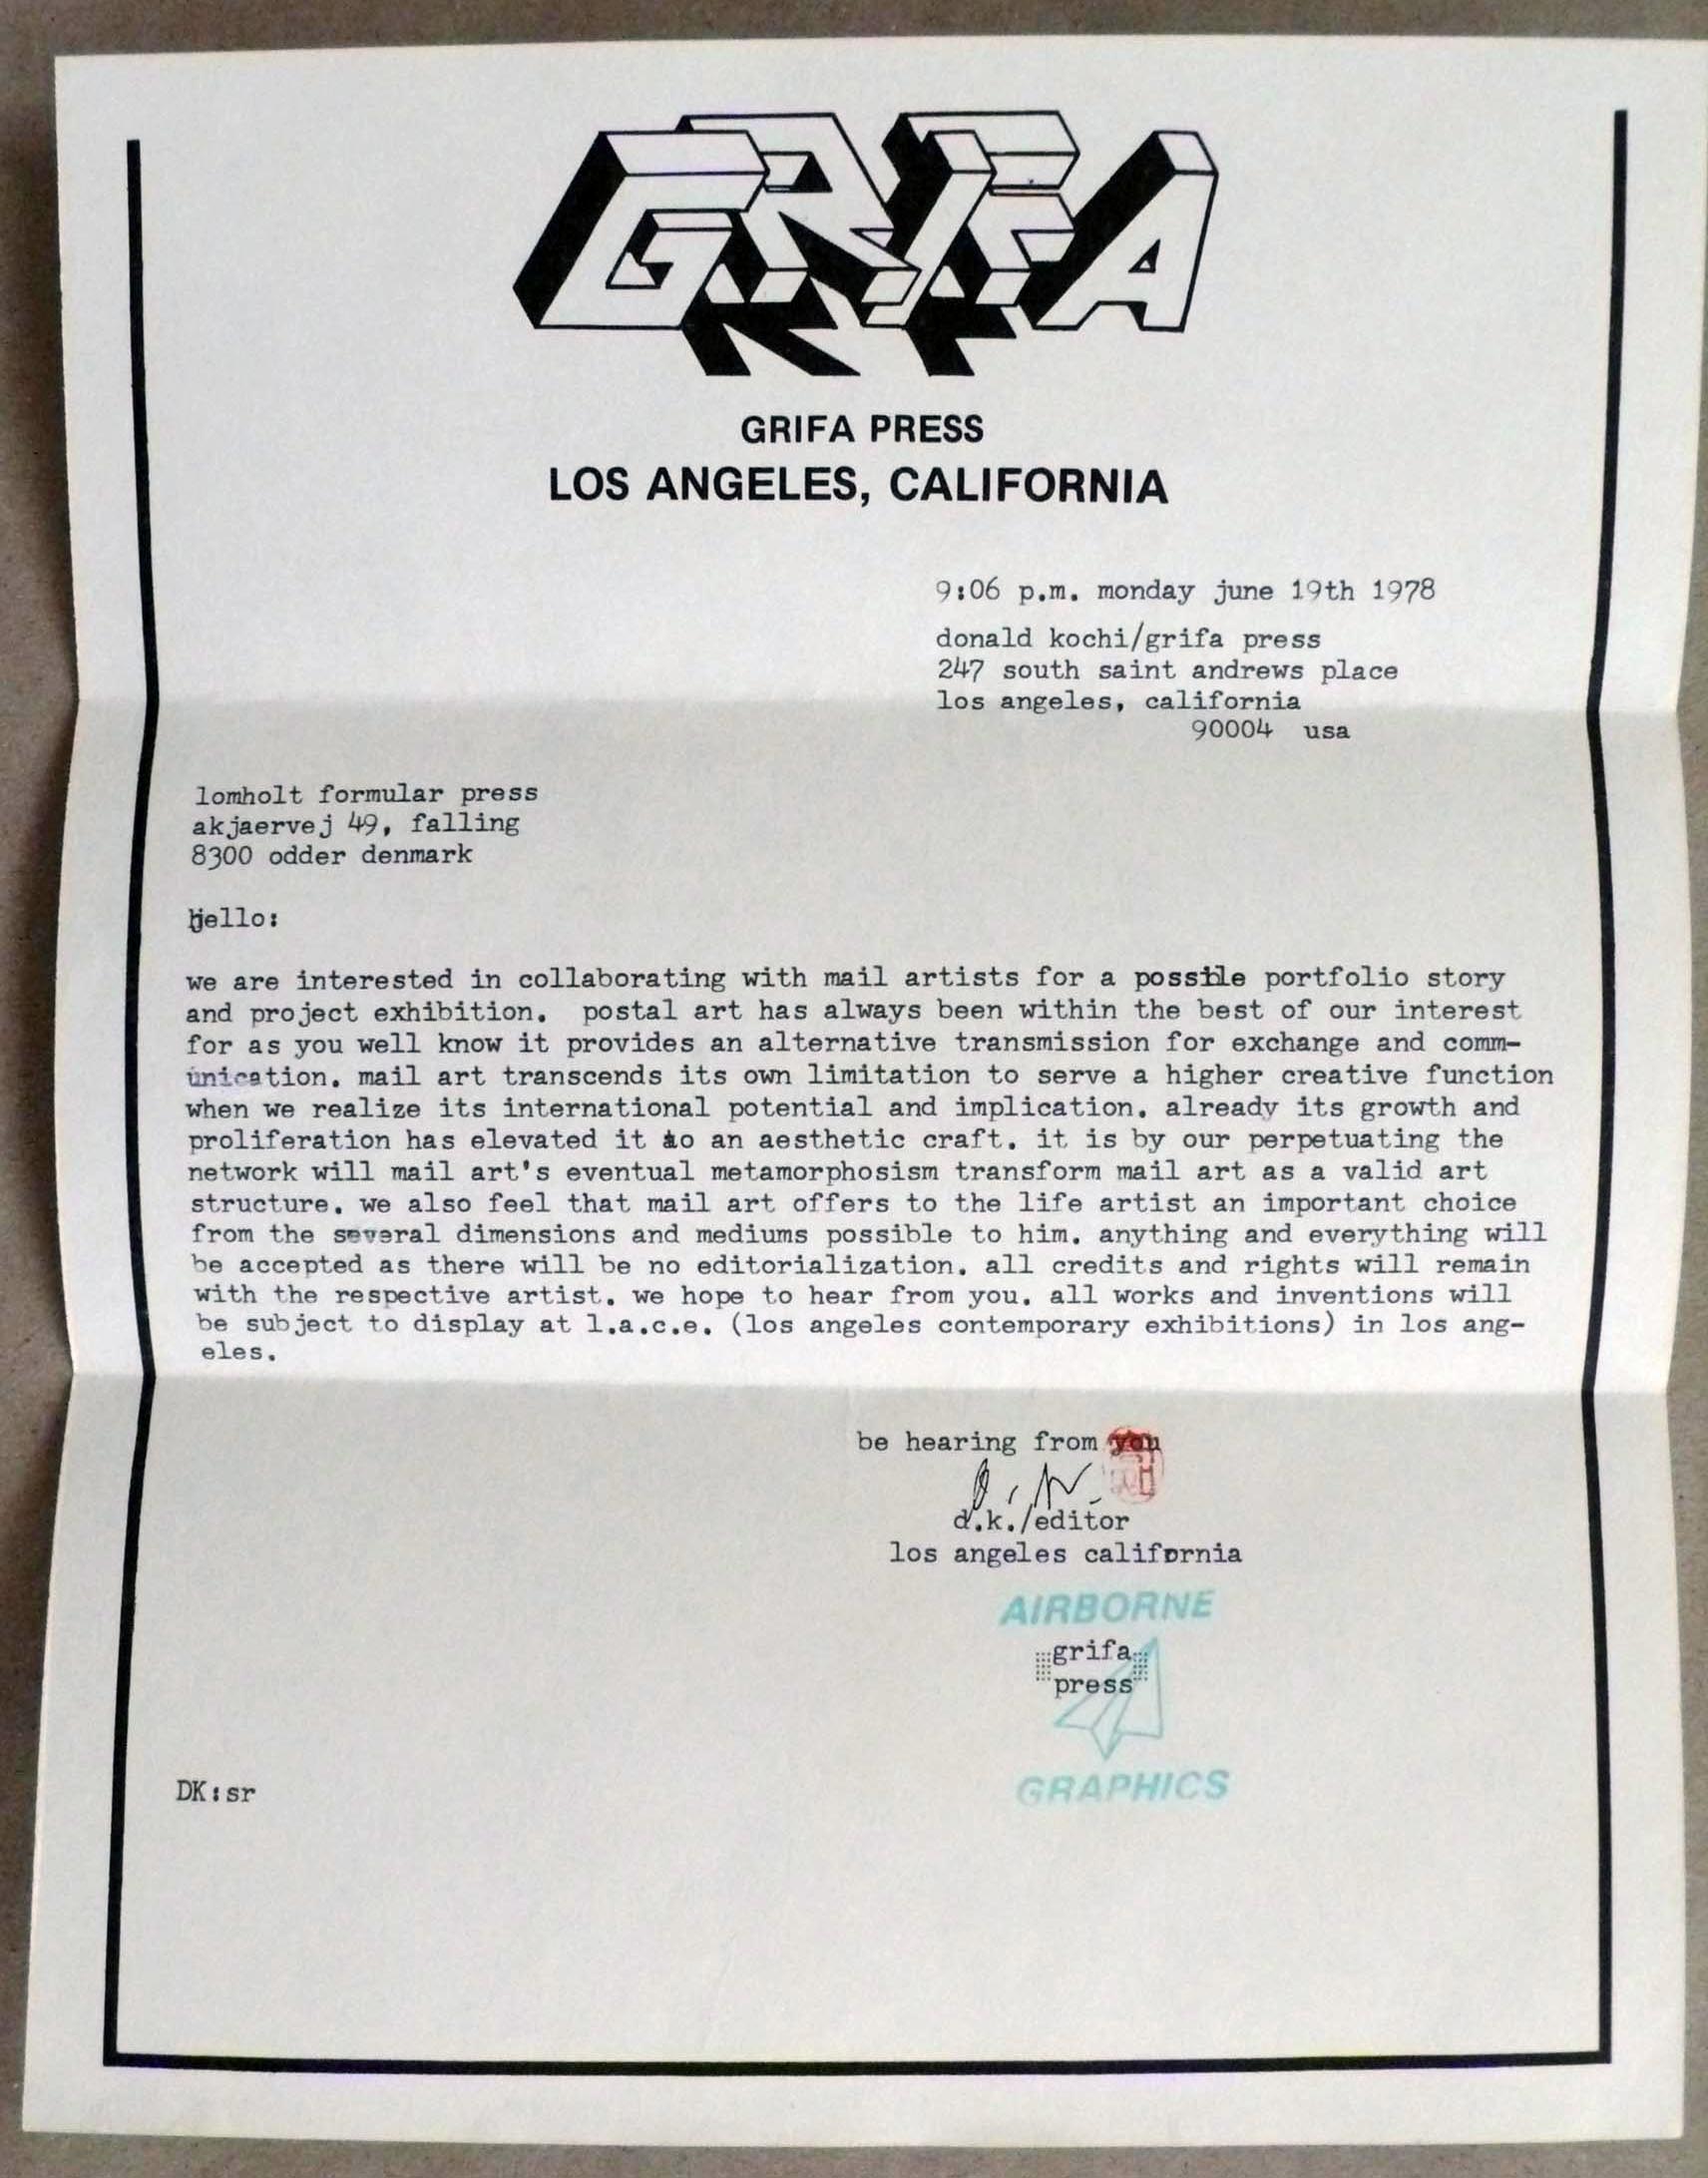 GRIFA
GRIFA PRESS
LOS ANGELES, CALIFORNIA
9:06 p.m. monday june 19th 1978
donald kochi/grifa press
247 south saint andrews place
los angeles, california
90004 usa
lomholt formular press
akjaervej 49, falling
8300 odder denmark
hello:
we are interested in collaborating with mail artists for a possile portfolio story
and project exhibition. postal art has always been within the best of our interest
for as you well know it provides an alternative transmission for exchange and comm-
unication. mail art transcends its own limitation to serve a higher creative function
when we realize its international potential and implication. already its growth and
proliferation has elevated it to an aesthetic craft. it is by our perpetuating the
network will mail art's eventual metamorphosism transform mail art as a valid art
structure. we also feel that mail art offers to the life artist an important choice
from the several dimensions and mediums possible to him. anything and everything will
be accepted as there will be no editorialization. all credits and rights will remain
with the respective artist. we hope to hear from you. all works and inventions will
be subject to display at l.a.c.e. (los angeles contemporary exhibitions) in los ang-
eles.
be hearing from you
d.k./editor
los angeles california
AIRBORNE
grifa
press
GRAPHICS
DK:sr